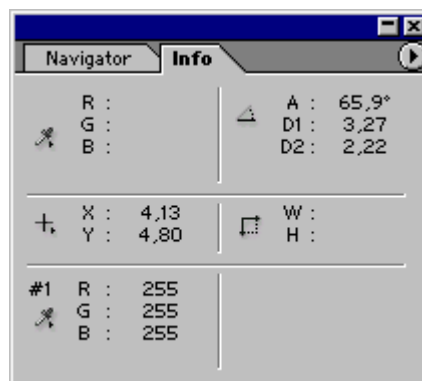 Navigator Info
R :
G :
B :
A : 65,9°
D1 : 3,27
D2 : 2,22
X : 4,13
Y : 4,80
W :
H :
#1 R : 255
G : 255
B : 255